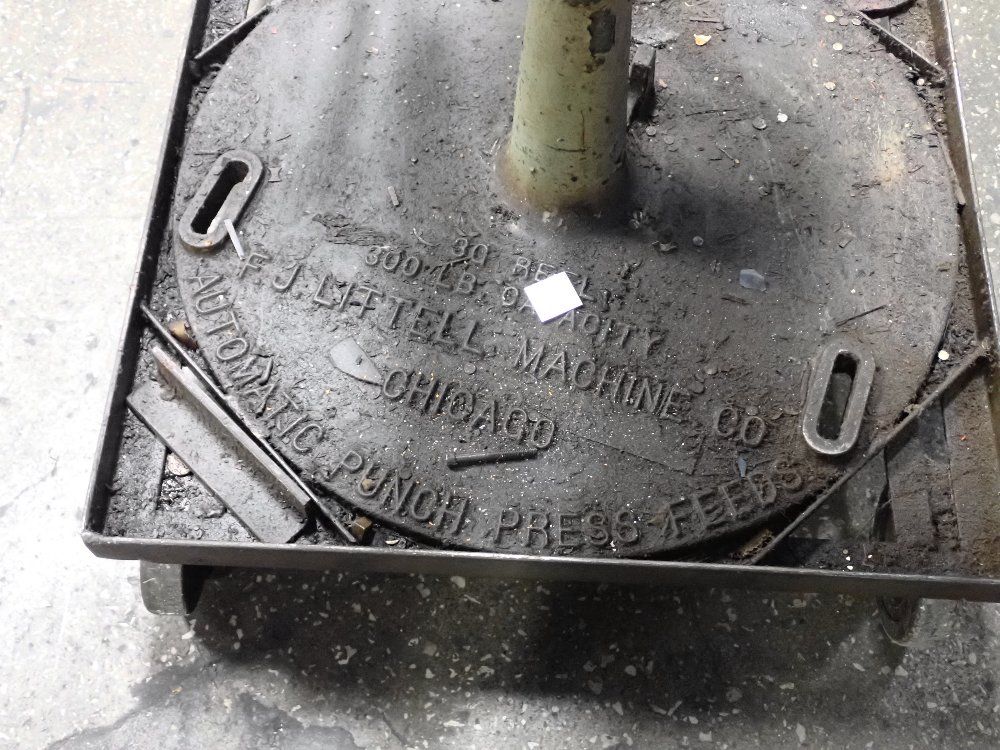 30 REEL
300 LB. CAPACITY
F.J. LITTELL MACHINE CO
CHICAGO
AUTOMATIC PUNCH PRESS FEEDS